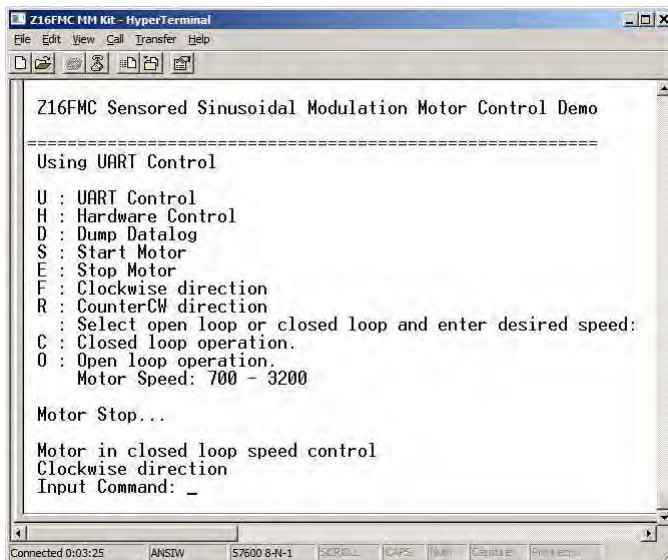 Z16FMC MM Kit - HyperTerminal
File Edit View Call Transfer Help
Z16FMC Sensored Sinusoidal Modulation Motor Control Demo
=========================================================
Using UART Control
U : UART Control
H : Hardware Control
D : Dump Datalog
S : Start Motor
E : Stop Motor
F : Clockwise direction
R : CounterCW direction
: Select open loop or closed loop and enter desired speed:
C : Closed loop operation.
O : Open loop operation.
Motor Speed: 700 - 3200
Motor Stop...
Motor in closed loop speed control
Clockwise direction
Input Command: _
Connected 0:03:25 ANSIW 57600 8-N-1 SCROLL CAPS NUM Capture Print echo